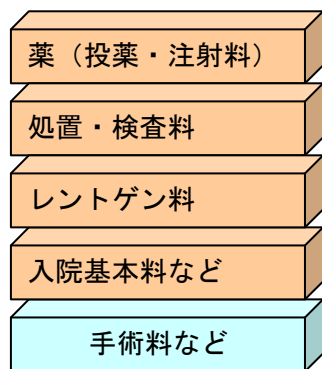 薬（投薬・注射料）
処置・検査料
レントゲン料
入院基本料など
手術料など